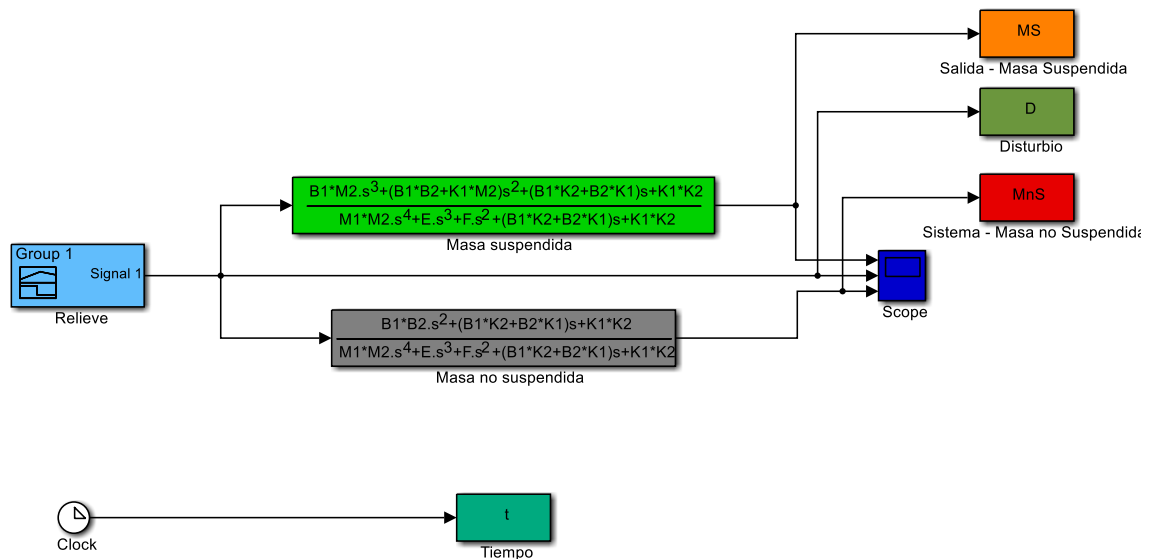 MS
Salida - Masa Suspendida
D
Disturbio
MnS
Sistema - Masa no Suspendida
B1*M2.s3+(B1*B2+K1*M2)s2+(B1*K2+B2*K1)s+K1*K2
M1*M2.s4+E.s3+F.s2+(B1*K2+B2*K1)s+K1*K2
Masa suspendida
Group 1
Signal 1
Relieve
Scope
B1*B2.s2+(B1*K2+B2*K1)s+K1*K2
M1*M2.s4+E.s3+F.s2+(B1*K2+B2*K1)s+K1*K2
Masa no suspendida
t
Clock
Tiempo